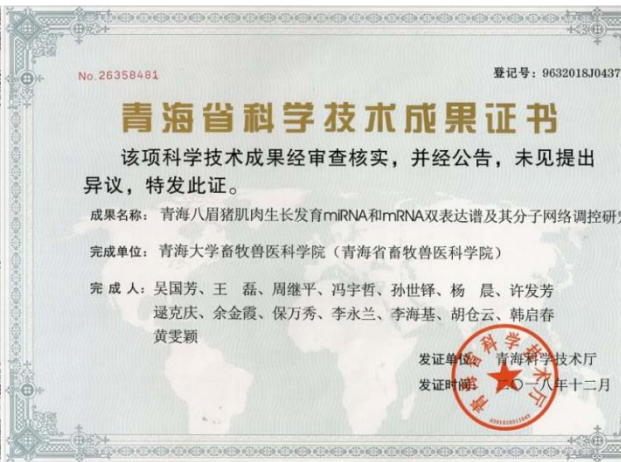 No.26358481
登记号：9632018J0437
青海省科学技术成果证书
该项科学技术成果经审查核实，并经公告，未见提出
异议，特发此证。
成果名称：青海八眉猪肌肉生长发育miRNA和mRNA双表达谱及其分子网络调控研
完成单位：青海大学畜牧兽医科学院（青海省畜牧兽医科学院）
完 成 人：吴国芳、王 磊、周继平、冯宇哲、孙世铎、杨 晨、许发芳
逯克庆、余金霞、保万秀、李永兰、李海基、胡仓云、韩启春
黄雯颖
发证单位：青海科学技术厅
发证时间：二〇一八年十二月
青海省科学技术厅